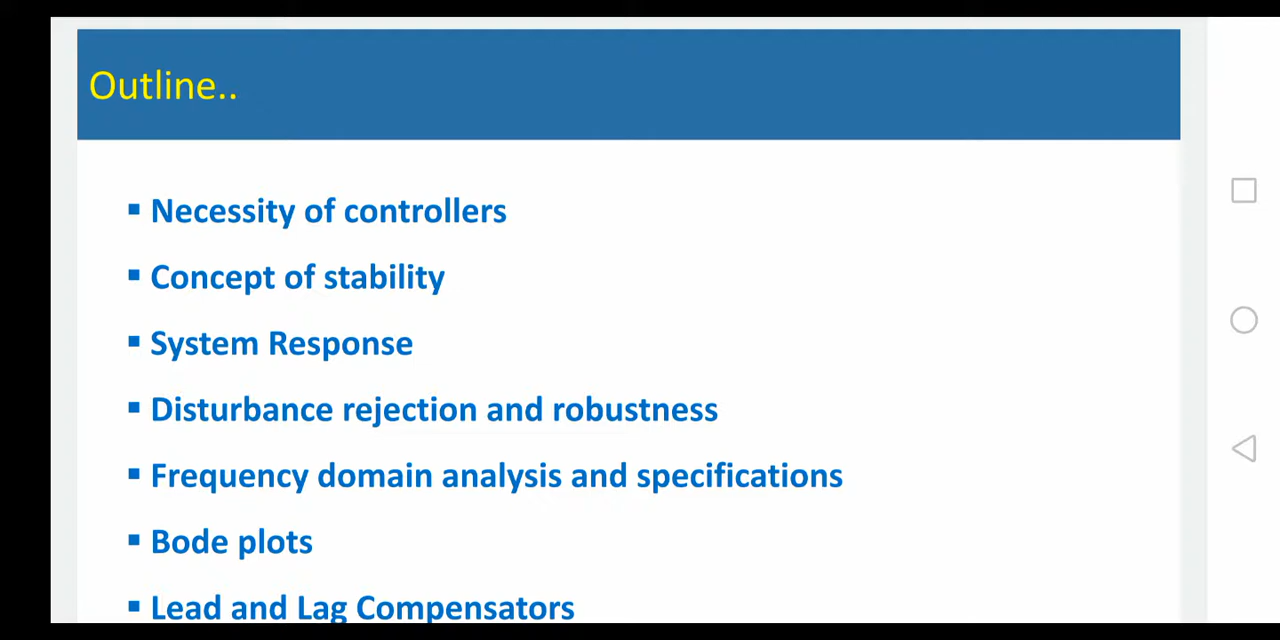 Outline..
▪ Necessity of controllers
▪ Concept of stability
▪ System Response
▪ Disturbance rejection and robustness
▪ Frequency domain analysis and specifications
▪ Bode plots
▪ Lead and Lag Compensators